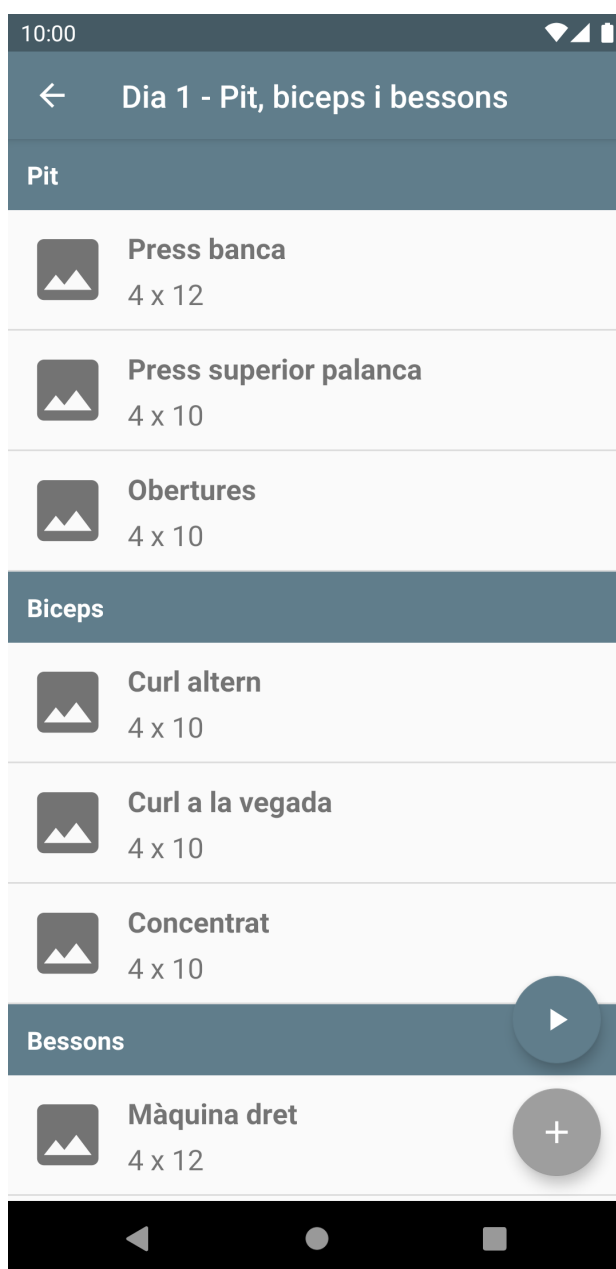 10:00
Dia 1 - Pit, biceps i bessons
Pit
Press banca
4 x 12
Press superior palanca
4 x 10
Obertures
4 x 10
Biceps
Curl altern
4 x 10
Curl a la vegada
4 x 10
Concentrat
4 x 10
Bessons
Màquina dret
4 x 12